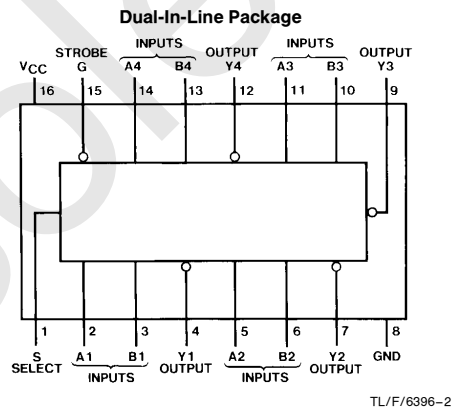 Dual-In-Line Package
INPUTS INPUTS
STROBE OUTPUT OUTPUT
VCC G A4 B4 Y4 A3 B3 Y3
16 15 14 13 12 11 10 9
1 2 3 4 5 6 7 8
S A1 B1 Y1 A2 B2 Y2 GND
SELECT INPUTS OUTPUT INPUTS OUTPUT
TL/F/6396–2